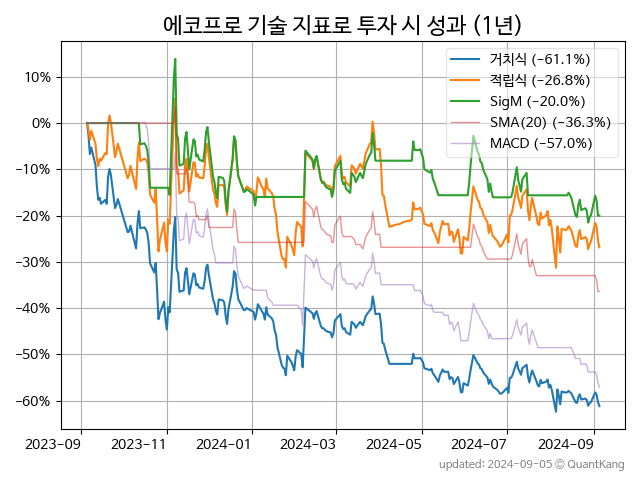 에코프로 기술 지표로 투자 시 성과 (1년)
거치식 (−61.1%)
적립식 (−26.8%)
SigM (−20.0%)
SMA(20) (−36.3%)
MACD (−57.0%)
10%
0%
−10%
−20%
−30%
−40%
−50%
−60%
2023-09 2023-11 2024-01 2024-03 2024-05 2024-07 2024-09
updated: 2024-09-05 © QuantKang